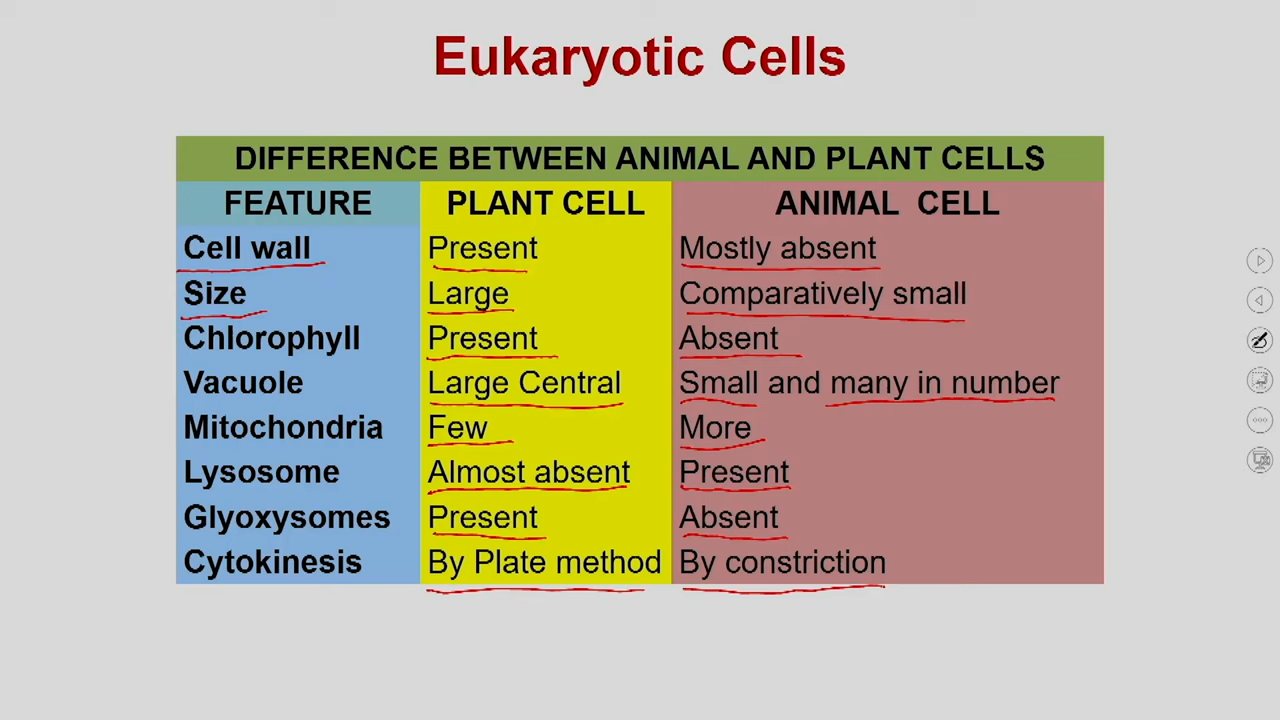 Eukaryotic Cells
DIFFERENCE BETWEEN ANIMAL AND PLANT CELLS
FEATURE PLANT CELL ANIMAL CELL
Cell wall Present Mostly absent
Size Large Comparatively small
Chlorophyll Present Absent
Vacuole Large Central Small and many in number
Mitochondria Few More
Lysosome Almost absent Present
Glyoxysomes Present Absent
Cytokinesis By Plate method By constriction